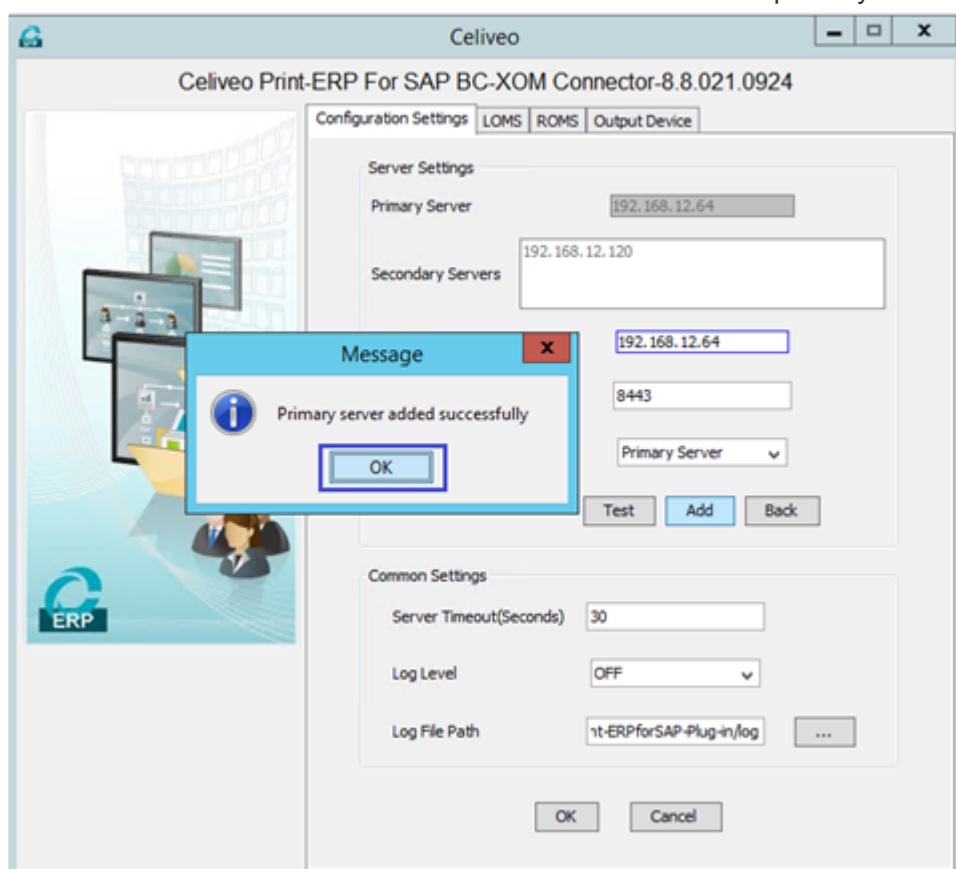 Celiveo
Celiveo Print-ERP For SAP BC-XOM Connector-8.8.021.0924
Configuration Settings LOMS ROMS Output Device
Server Settings
Primary Server 192.168.12.64
Secondary Servers 192.168.12.120
192.168.12.64
Message
Primary server added successfully
OK
8443
Primary Server
Test Add Back
Common Settings
Server Timeout(Seconds) 30
Log Level OFF
Log File Path nt-ERPforSAP-Plug-in/log ...
OK Cancel
ERP